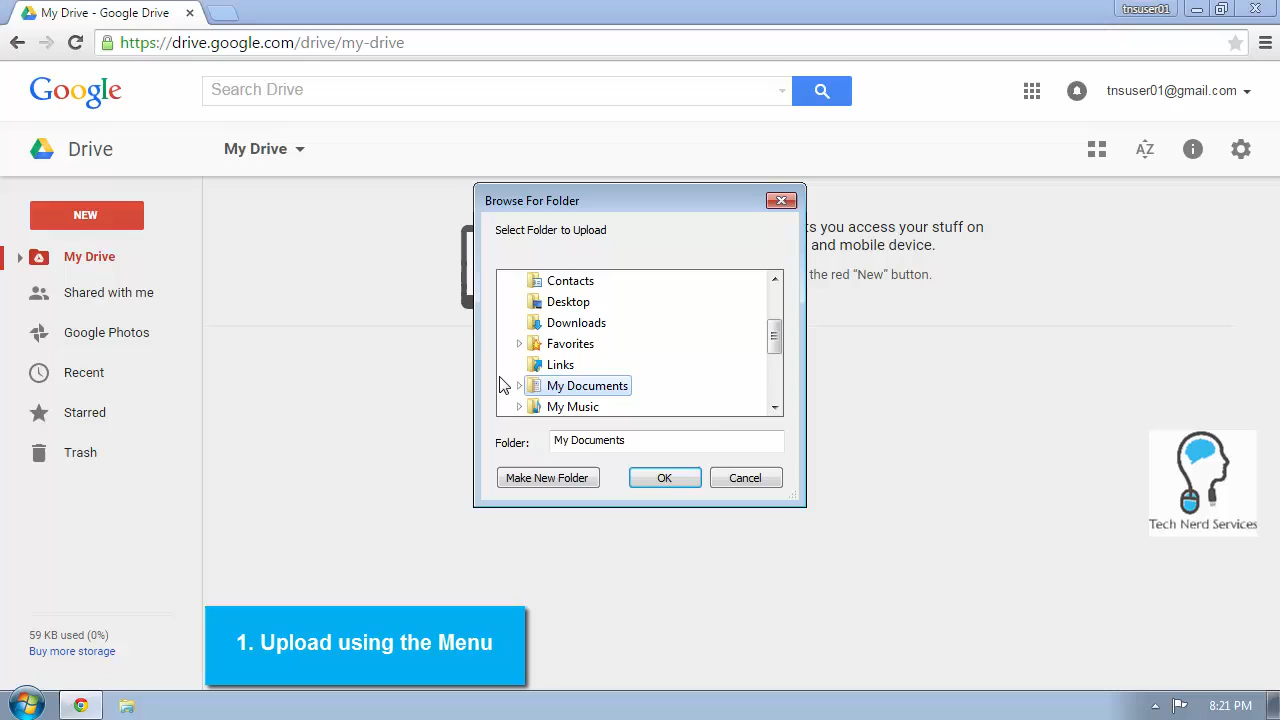 My Drive - Google Drive
tnsuser01
https://drive.google.com/drive/my-drive
Google
Search Drive
tnsuser01@gmail.com
Drive
My Drive
AZ
NEW
My Drive
Shared with me
Google Photos
Recent
Starred
Trash
Browse For Folder
Select Folder to Upload
Contacts
Desktop
Downloads
Favorites
Links
My Documents
My Music
Folder: My Documents
Make New Folder
OK
Cancel
s you access your stuff on
and mobile device.
the red “New” button.
Tech Nerd Services
59 KB used (0%)
Buy more storage
1. Upload using the Menu
8:21 PM